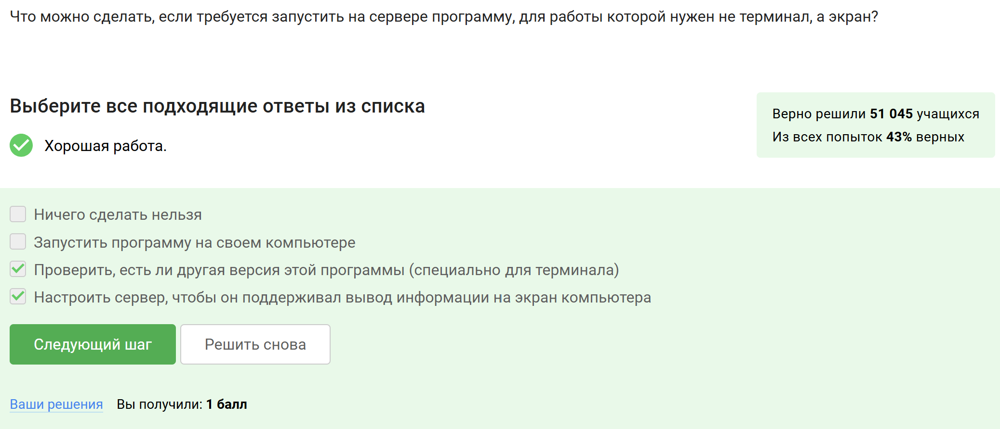 Что можно сделать, если требуется запустить на сервере программу, для работы которой нужен не терминал, а экран?
Выберите все подходящие ответы из списка
Хорошая работа.
Верно решили 51 045 учащихся
Из всех попыток 43% верных
Ничего сделать нельзя
Запустить программу на своем компьютере
Проверить, есть ли другая версия этой программы (специально для терминала)
Настроить сервер, чтобы он поддерживал вывод информации на экран компьютера
Следующий шаг
Решить снова
Ваши решения Вы получили: 1 балл